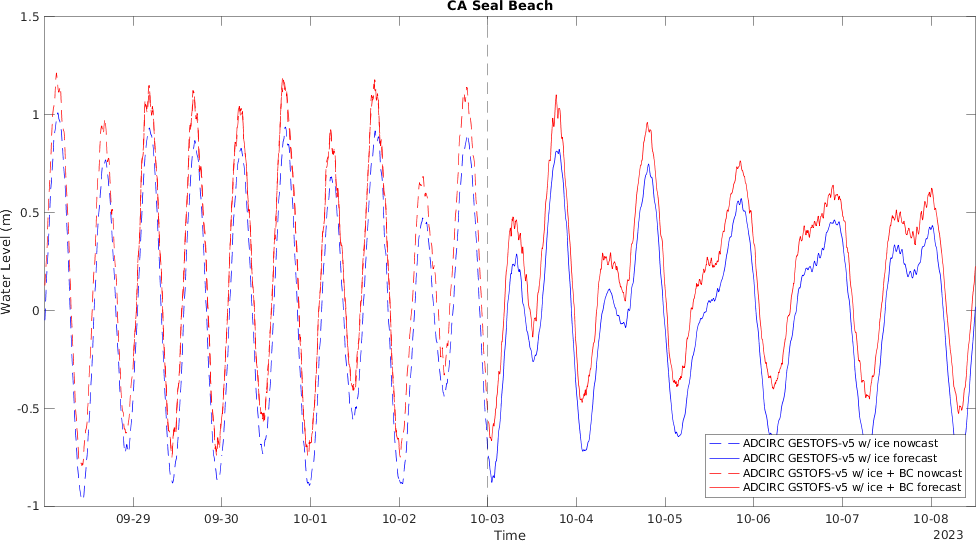 CA Seal Beach
1.5
1
0.5
0
-0.5
-1
Water Level (m)
09-29 09-30 10-01 10-02 10-03 10-04 10-05 10-06 10-07 10-08
Time
2023
ADCIRC GESTOFS-v5 w/ ice nowcast
ADCIRC GESTOFS-v5 w/ ice forecast
ADCIRC GSTOFS-v5 w/ ice + BC nowcast
ADCIRC GSTOFS-v5 w/ ice + BC forecast